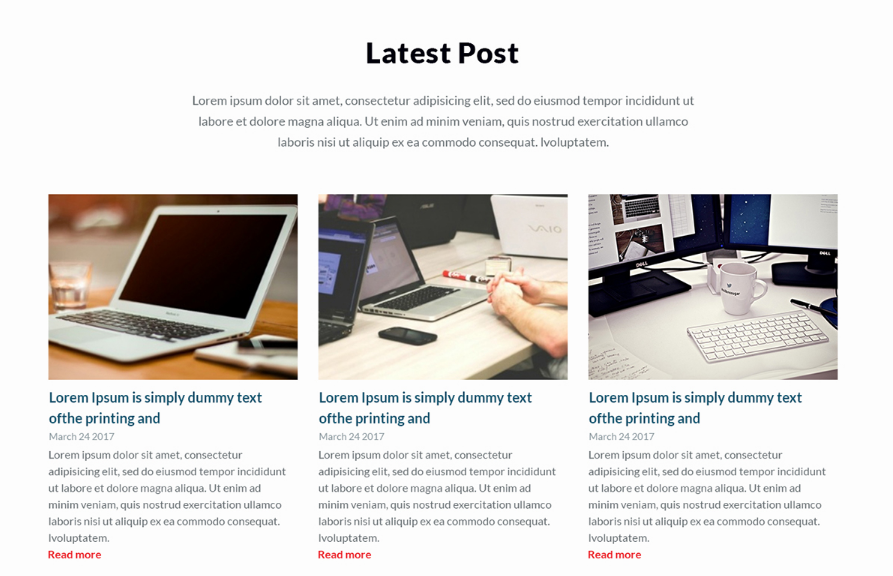 Latest Post
Lorem ipsum dolor sit amet, consectetur adipisicing elit, sed do eiusmod tempor incididunt ut
labore et dolore magna aliqua. Ut enim ad minim veniam, quis nostrud exercitation ullamco
laboris nisi ut aliquip ex ea commodo consequat. lvoluptatem.
VAIO
DELL
DELL
Lorem Ipsum is simply dummy text
ofthe printing and
March 24 2017
Lorem ipsum dolor sit amet, consectetur
adipisicing elit, sed do eiusmod tempor incididunt
ut labore et dolore magna aliqua. Ut enim ad
minim veniam, quis nostrud exercitation ullamco
laboris nisi ut aliquip ex ea commodo consequat.
lvoluptatem.
Read more
Lorem Ipsum is simply dummy text
ofthe printing and
March 24 2017
Lorem ipsum dolor sit amet, consectetur
adipisicing elit, sed do eiusmod tempor incididunt
ut labore et dolore magna aliqua. Ut enim ad
minim veniam, quis nostrud exercitation ullamco
laboris nisi ut aliquip ex ea commodo consequat.
lvoluptatem.
Read more
Lorem Ipsum is simply dummy text
ofthe printing and
March 24 2017
Lorem ipsum dolor sit amet, consectetur
adipisicing elit, sed do eiusmod tempor incididunt
ut labore et dolore magna aliqua. Ut enim ad
minim veniam, quis nostrud exercitation ullamco
laboris nisi ut aliquip ex ea commodo consequat.
lvoluptatem.
Read more